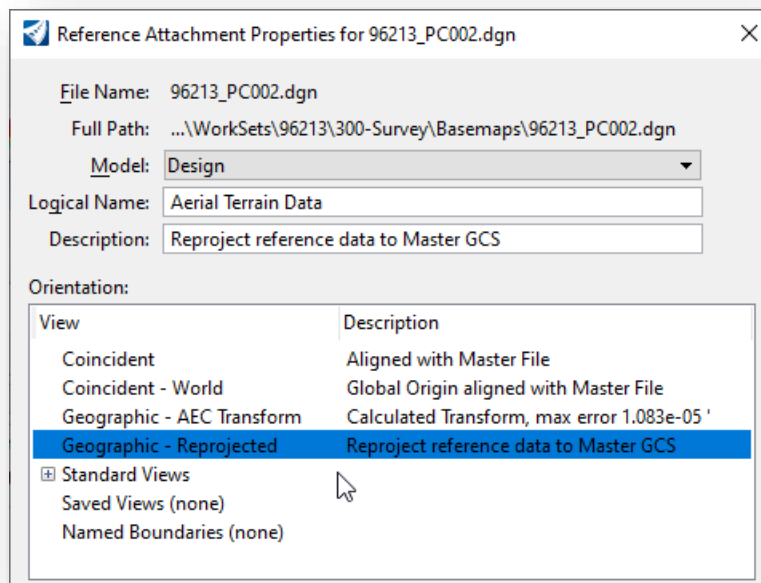 Reference Attachment Properties for 96213_PC002.dgn
File Name: 96213_PC002.dgn
Full Path: ...\WorkSets\96213\300-Survey\Basemaps\96213_PC002.dgn
Model: Design
Logical Name: Aerial Terrain Data
Description: Reproject reference data to Master GCS
Orientation:
View Description
Coincident Aligned with Master File
Coincident - World Global Origin aligned with Master File
Geographic - AEC Transform Calculated Transform, max error 1.083e-05 '
Geographic - Reprojected Reproject reference data to Master GCS
Standard Views
Saved Views (none)
Named Boundaries (none)